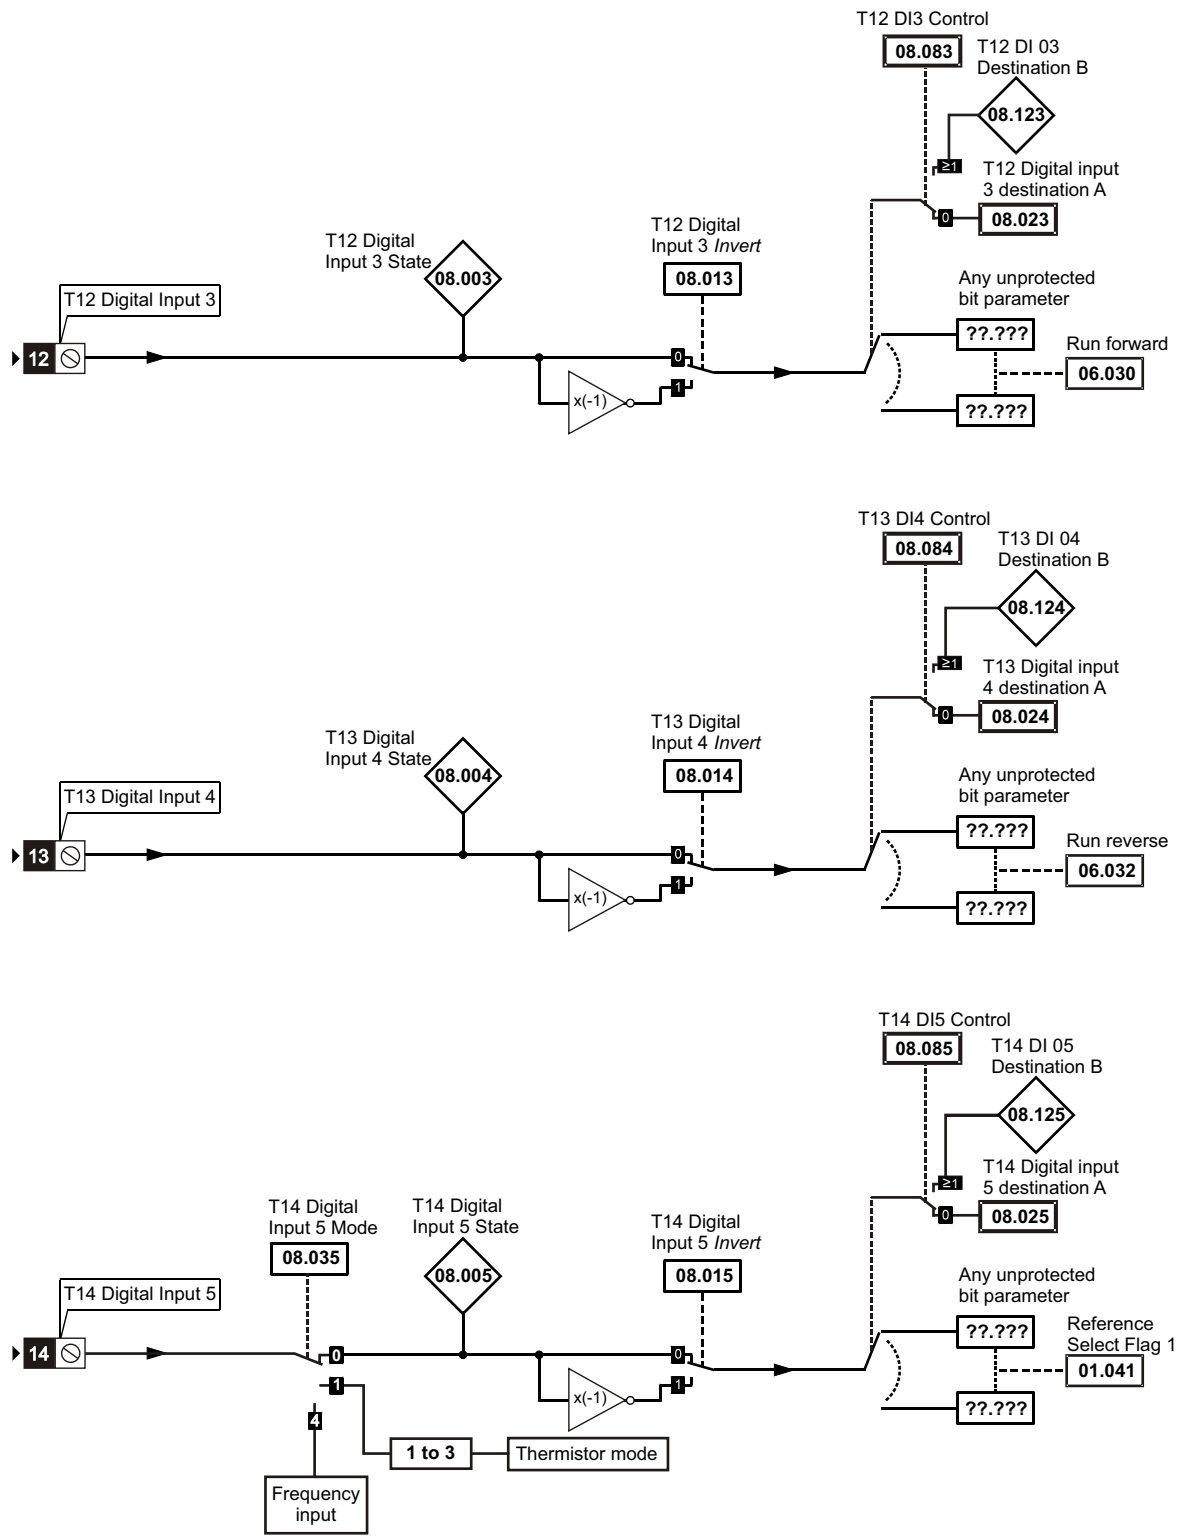 T12 DI3 Control
08.083
T12 DI 03
Destination B
08.123
≥1
T12 Digital input
3 destination A
0
08.023
T12 Digital
Input 3 State
08.003
T12 Digital
Input 3 Invert
08.013
Any unprotected
bit parameter
T12 Digital Input 3
??.???
Run forward
12
0
06.030
1
x(-1)
??.???
T13 DI4 Control
08.084
T13 DI 04
Destination B
08.124
≥1
T13 Digital input
4 destination A
0
08.024
T13 Digital
Input 4 State
08.004
T13 Digital
Input 4 Invert
08.014
Any unprotected
bit parameter
T13 Digital Input 4
??.???
Run reverse
13
0
06.032
1
x(-1)
??.???
T14 DI5 Control
08.085
T14 DI 05
Destination B
08.125
≥1
T14 Digital input
5 destination A
0
08.025
T14 Digital
Input 5 Mode
08.035
T14 Digital
Input 5 State
08.005
T14 Digital
Input 5 Invert
08.015
Any unprotected
bit parameter
T14 Digital Input 5
??.???
Reference
Select Flag 1
14
0
0
01.041
1
1
x(-1)
??.???
4
1 to 3
Thermistor mode
Frequency
input